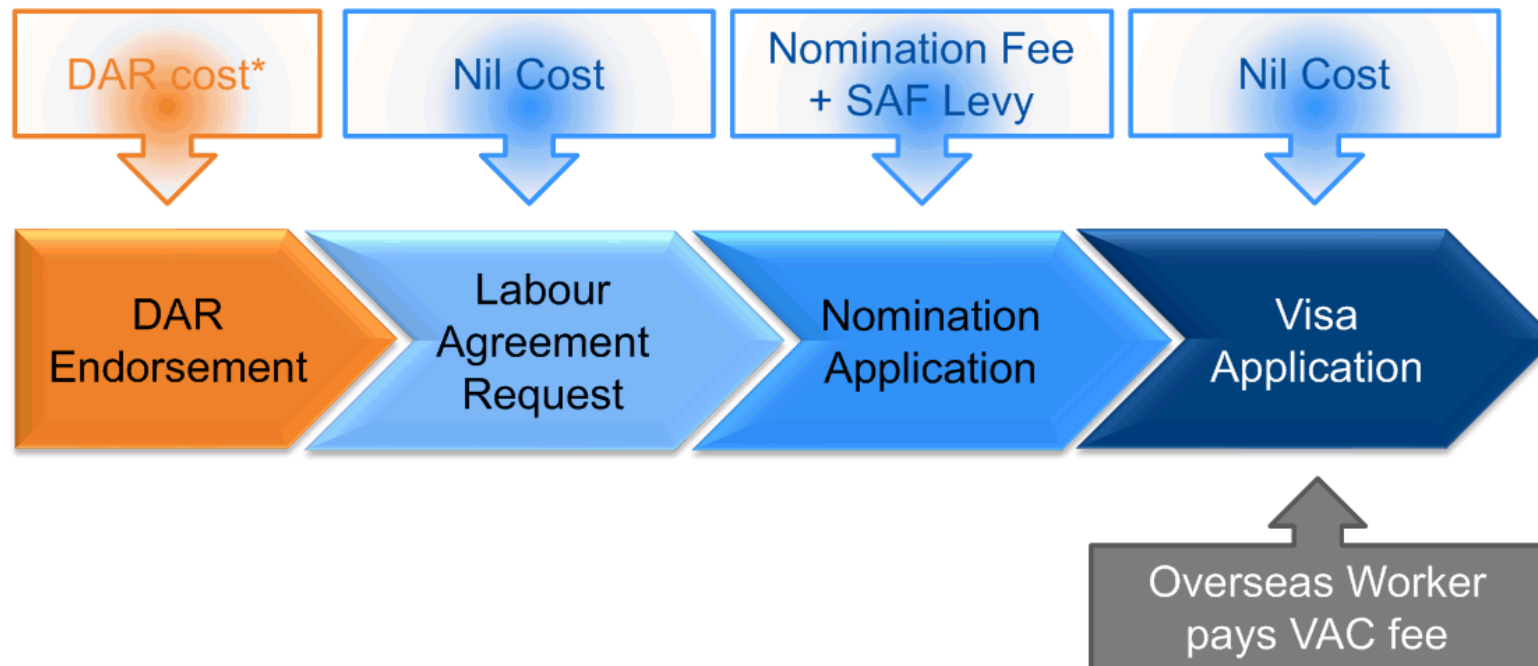 DAR cost*
Nil Cost
Nomination Fee
+ SAF Levy
Nil Cost
DAR
Endorsement
Labour
Agreement
Request
Nomination
Application
Visa
Application
Overseas Worker
pays VAC fee